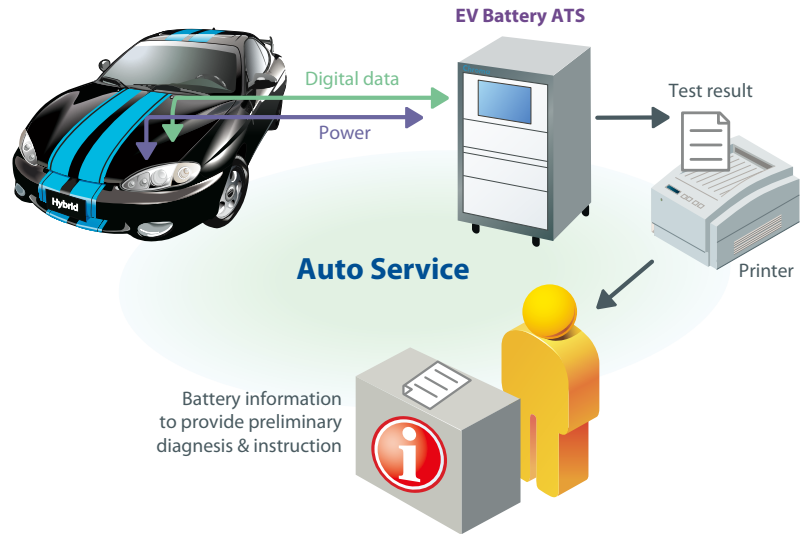 EV Battery ATS
Digital data
Power
Test result
Hybrid
Auto Service
Printer
Battery information
to provide preliminary
diagnosis & instruction
i